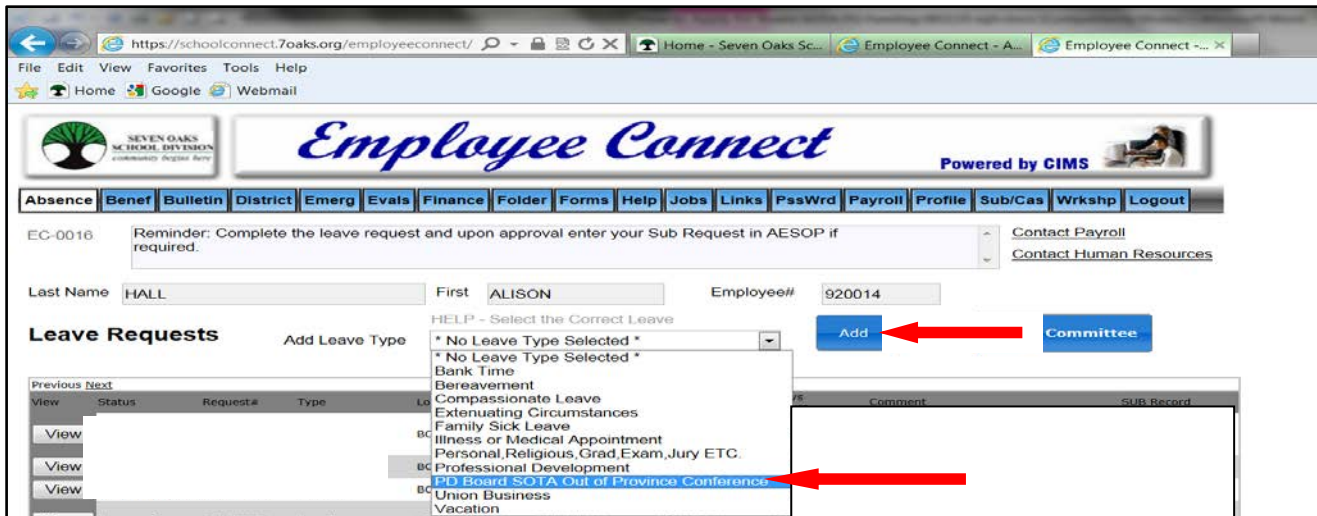 https://schoolconnect.7oaks.org/employeeconnect/ Home - Seven Oaks Sc... Employee Connect - A... Employee Connect -... ×
File Edit View Favorites Tools Help
Home Google Webmail
SEVEN OAKS
SCHOOL DIVISION
community begins here
Employee Connect
Powered by CIMS
Absence Benef Bulletin District Emerg Evals Finance Folder Forms Help Jobs Links PssWrd Payroll Profile Sub/Cas Wrkshp Logout
EC-0016 Reminder: Complete the leave request and upon approval enter your Sub Request in AESOP if
required.
Contact Payroll
Contact Human Resources
Last Name HALL First ALISON Employee# 920014
HELP - Select the Correct Leave
Leave Requests Add Leave Type * No Leave Type Selected * Add Committee
* No Leave Type Selected *
Bank Time
Bereavement
Compassionate Leave
Extenuating Circumstances
Family Sick Leave
Illness or Medical Appointment
Personal,Religious,Grad,Exam,Jury ETC.
Professional Development
PD Board SOTA Out of Province Conference
Union Business
Vacation
Previous Next
View Status Request# Type Lo Comment SUB Record
View BC
View BC
View BC